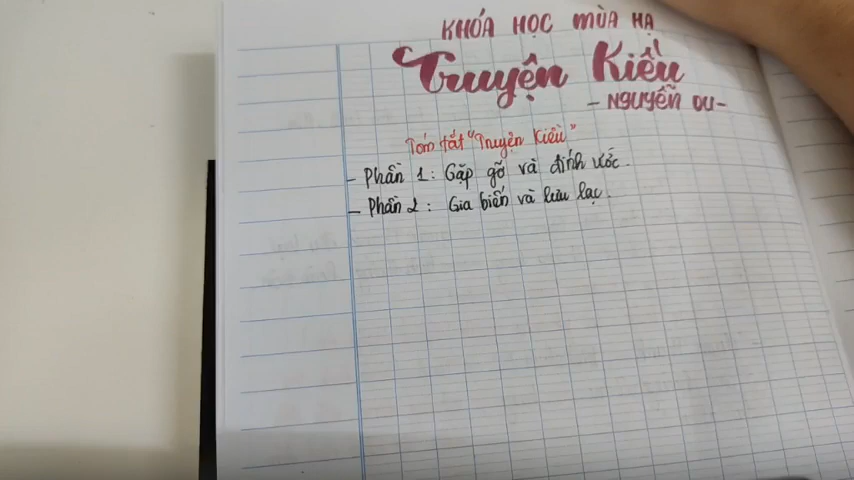 KHÓA HỌC MÙA HẠ
Truyện Kiều
- NGUYỄN DU -
Tóm tắt "Truyện Kiều"
- Phần 1: Gặp gỡ và đính ước.
- Phần 2: Gia biến và lưu lạc.